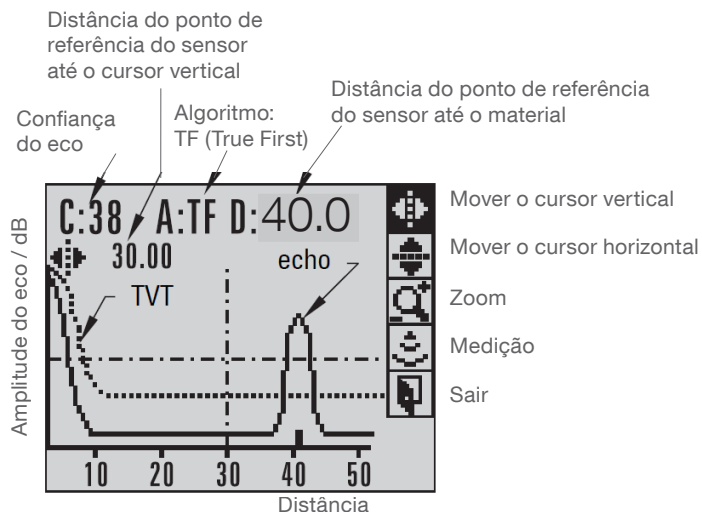 Distância do ponto de
referência do sensor
até o cursor vertical
Distância do ponto de referência
do sensor até o material
Confiança
do eco
Algoritmo:
TF (True First)
C:38 A:TF D:40.0
30.00
echo
TVT
Mover o cursor vertical
Mover o cursor horizontal
Zoom
Medição
Sair
Amplitude do eco / dB
10 20 30 40 50
Distância